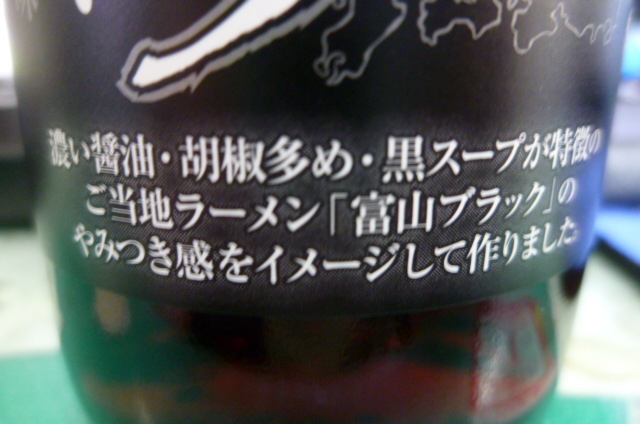 濃い醤油・胡椒多め・黒スープが特徴の
ご当地ラーメン「富山ブラック」の
やみつき感をイメージして作りました。